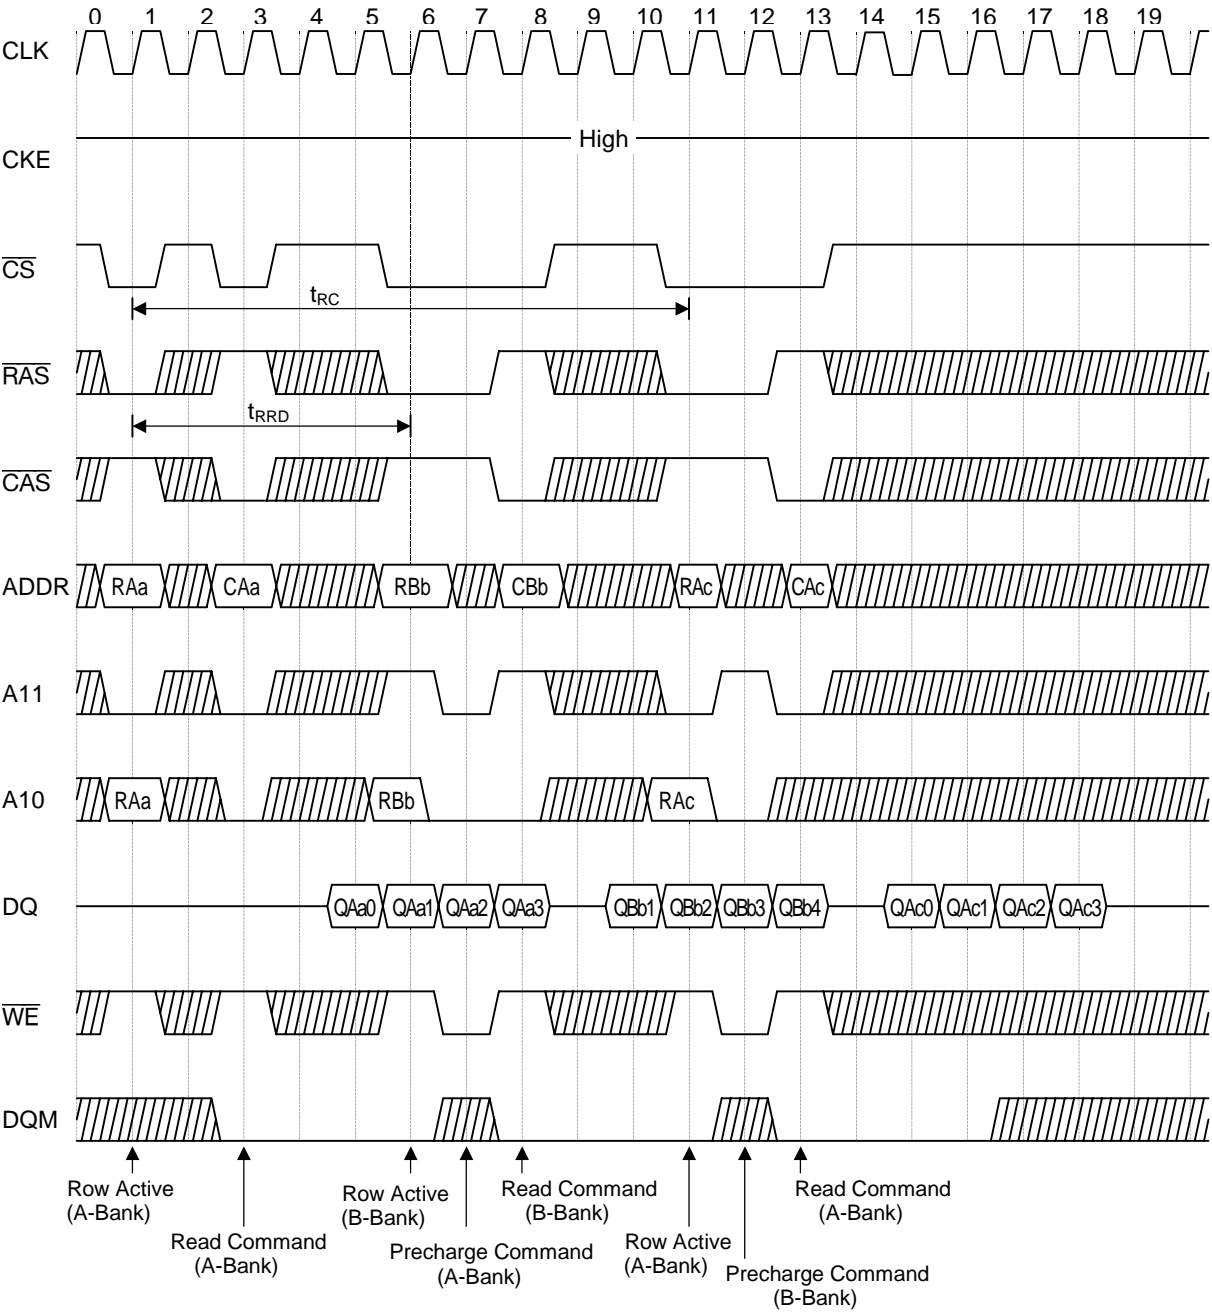 0 1 2 3 4 5 6 7 8 9 10 11 12 13 14 15 16 17 18 19
CLK
High
CKE
CS
tRC
RAS
tRRD
CAS
ADDR RAa CAa RBb CBb RAc CAc
A11
A10 RAa RBb RAc
DQ QAa0 QAa1 QAa2 QAa3 QBb1 QBb2 QBb3 QBb4 QAc0 QAc1 QAc2 QAc3
WE
DQM
Row Active
(A-Bank)
Read Command
(A-Bank)
Row Active
(B-Bank)
Precharge Command
(A-Bank)
Read Command
(B-Bank)
Row Active
(A-Bank)
Precharge Command
(B-Bank)
Read Command
(A-Bank)